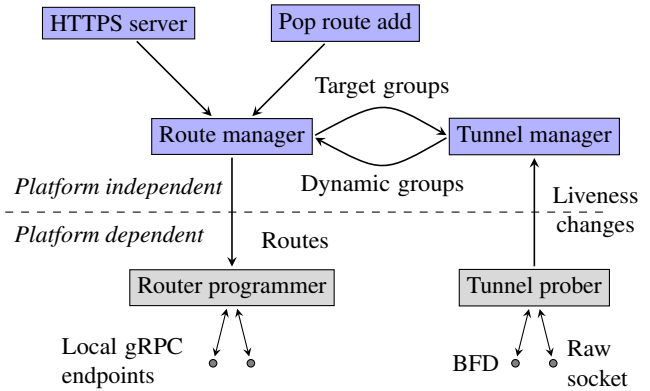 HTTPS server
Pop route add
Target groups
Route manager
Tunnel manager
Dynamic groups
Platform independent
Liveness
changes
Platform dependent
Routes
Router programmer
Tunnel prober
Local gRPC
endpoints
BFD
Raw
socket